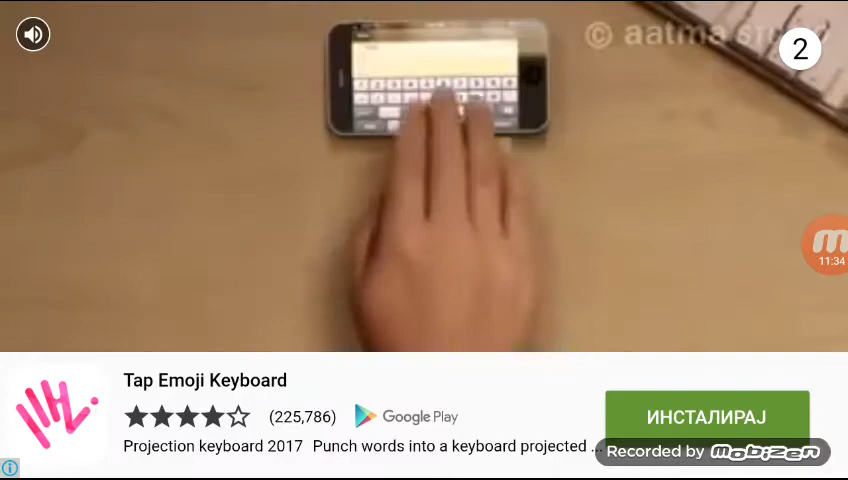 © aatma studio
2
11:34
Tap Emoji Keyboard
(225,786)
Google Play
Projection keyboard 2017 Punch words into a keyboard projected ...
ИНСТАЛИРАЈ
Recorded by Mobizen